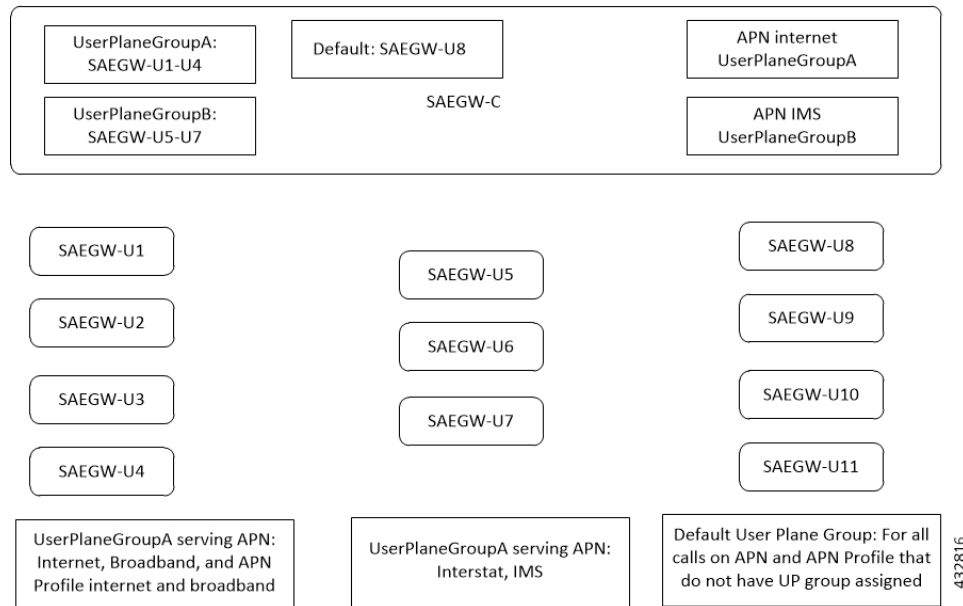 UserPlaneGroupA:
SAEGW-U1-U4
Default: SAEGW-U8
APN internet
UserPlaneGroupA
UserPlaneGroupB:
SAEGW-U5-U7
SAEGW-C
APN IMS
UserPlaneGroupB
SAEGW-U1
SAEGW-U2
SAEGW-U3
SAEGW-U4
SAEGW-U5
SAEGW-U6
SAEGW-U7
SAEGW-U8
SAEGW-U9
SAEGW-U10
SAEGW-U11
UserPlaneGroupA serving APN:
Internet, Broadband, and APN
Profile internet and broadband
UserPlaneGroupA serving APN:
Interstat, IMS
Default User Plane Group: For all
calls on APN and APN Profile that
do not have UP group assigned
432816